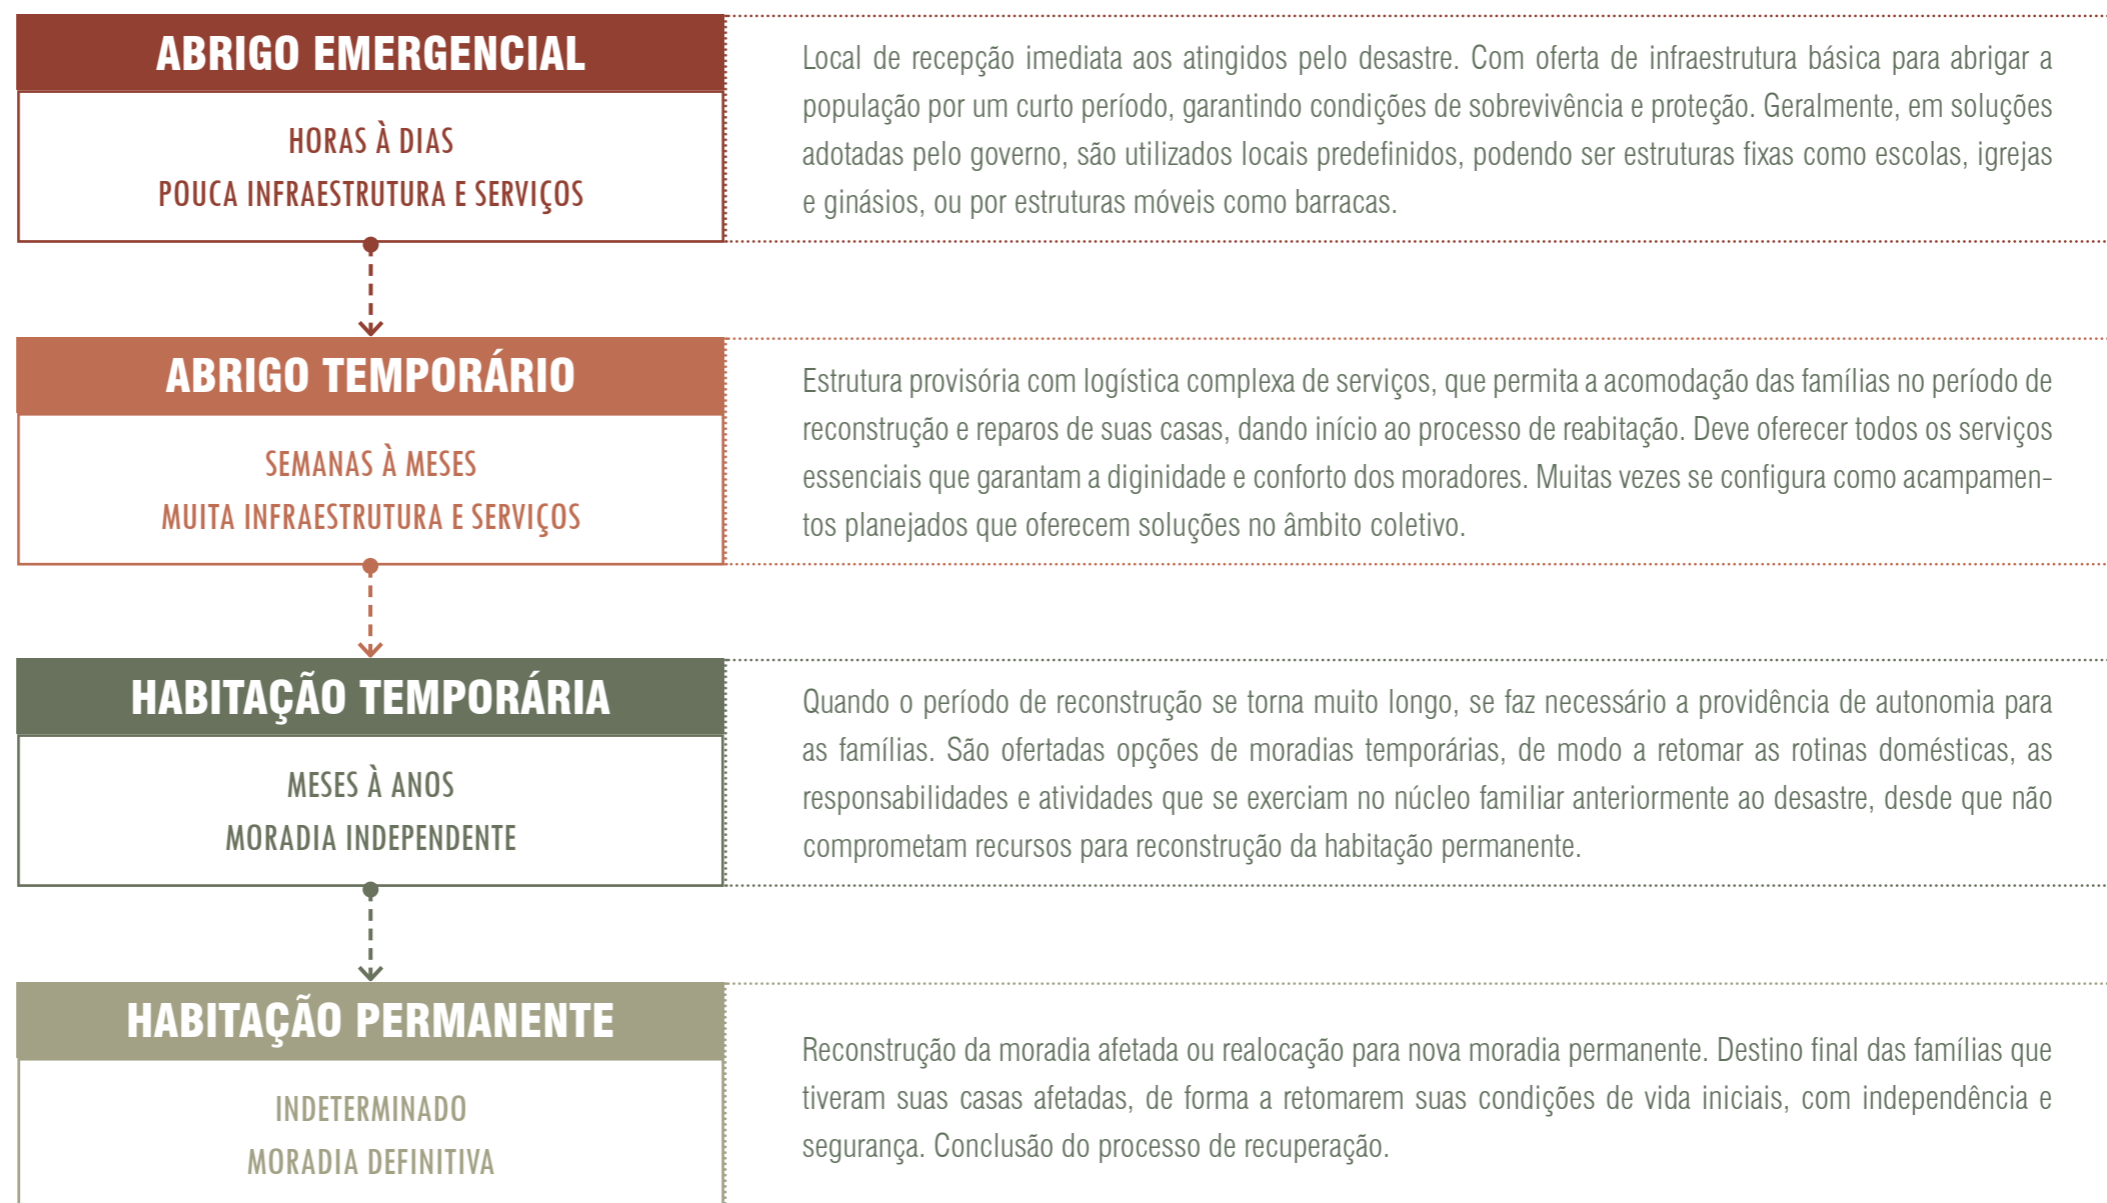 ABRIGO EMERGENCIAL
HORAS À DIAS
POUCA INFRAESTRUTURA E SERVIÇOS
Local de recepção imediata aos atingidos pelo desastre. Com oferta de infraestrutura básica para abrigar a
população por um curto período, garantindo condições de sobrevivência e proteção. Geralmente, em soluções
adotadas pelo governo, são utilizados locais predefinidos, podendo ser estruturas fixas como escolas, igrejas
e ginásios, ou por estruturas móveis como barracas.
ABRIGO TEMPORÁRIO
SEMANAS À MESES
MUITA INFRAESTRUTURA E SERVIÇOS
Estrutura provisória com logística complexa de serviços, que permita a acomodação das famílias no período de
reconstrução e reparos de suas casas, dando início ao processo de reabitação. Deve oferecer todos os serviços
essenciais que garantam a diginidade e conforto dos moradores. Muitas vezes se configura como acampamen-
tos planejados que oferecem soluções no âmbito coletivo.
HABITAÇÃO TEMPORÁRIA
MESES À ANOS
MORADIA INDEPENDENTE
Quando o período de reconstrução se torna muito longo, se faz necessário a providência de autonomia para
as famílias. São ofertadas opções de moradias temporárias, de modo a retomar as rotinas domésticas, as
responsabilidades e atividades que se exerciam no núcleo familiar anteriormente ao desastre, desde que não
comprometam recursos para reconstrução da habitação permanente.
HABITAÇÃO PERMANENTE
INDETERMINADO
MORADIA DEFINITIVA
Reconstrução da moradia afetada ou realocação para nova moradia permanente. Destino final das famílias que
tiveram suas casas afetadas, de forma a retomarem suas condições de vida iniciais, com independência e
segurança. Conclusão do processo de recuperação.